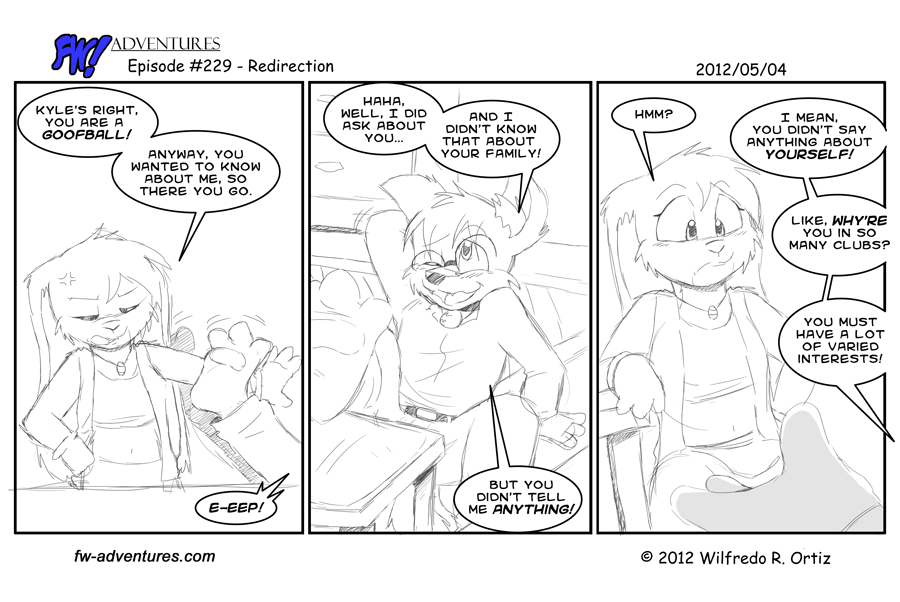 FW! ADVENTURES
Episode #229 - Redirection
2012/05/04
KYLE'S RIGHT,
YOU ARE A
GOOFBALL!
ANYWAY, YOU
WANTED TO KNOW
ABOUT ME, SO
THERE YOU GO.
E-EEP!
HAHA,
WELL, I DID
ASK ABOUT
YOU...
AND I
DIDN'T KNOW
THAT ABOUT
YOUR FAMILY!
BUT YOU
DIDN'T TELL
ME ANYTHING!
HMM?
I MEAN,
YOU DIDN'T SAY
ANYTHING ABOUT
YOURSELF!
LIKE, WHY'RE
YOU IN SO
MANY CLUBS?
YOU MUST
HAVE A LOT
OF VARIED
INTERESTS!
fw-adventures.com
© 2012 Wilfredo R. Ortiz